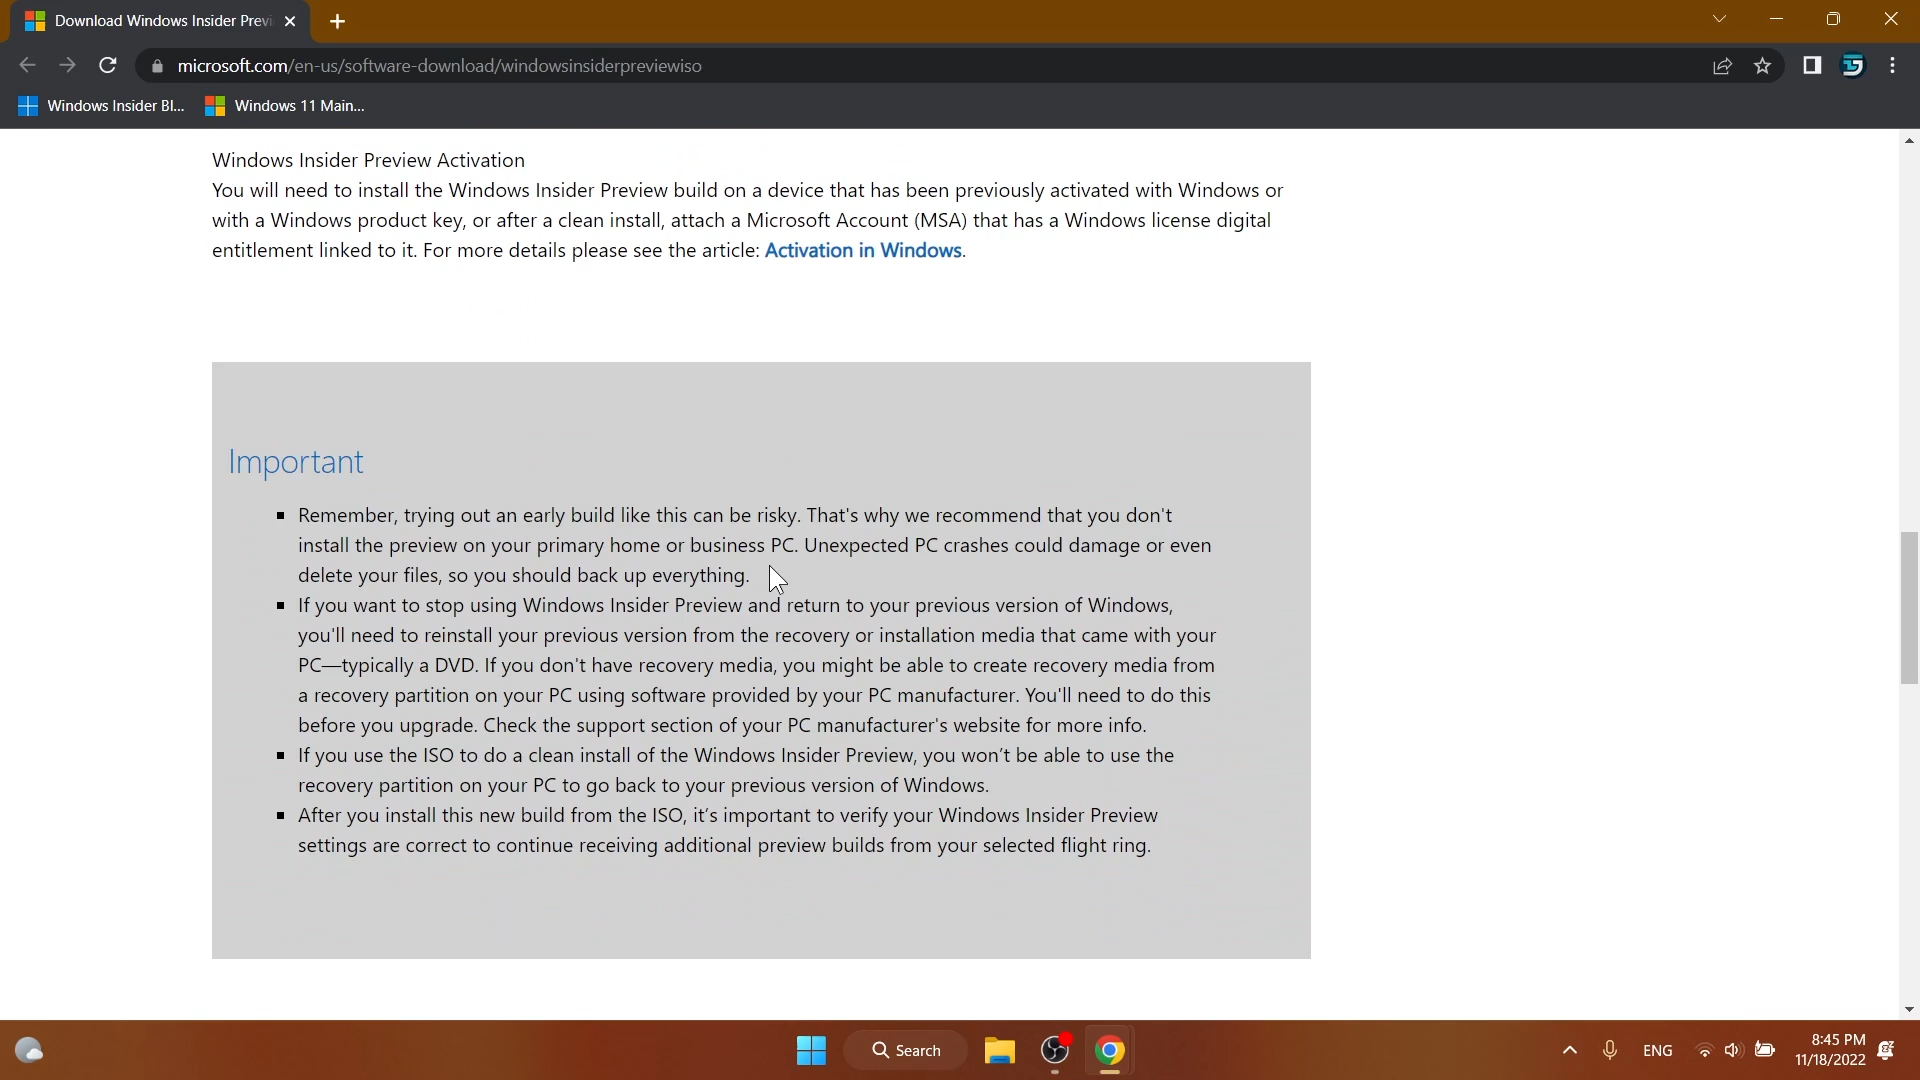 Download Windows Insider Previ
microsoft.com/en-us/software-download/windowsinsiderpreviewiso
Windows Insider Bl...
Windows 11 Main...
Windows Insider Preview Activation
You will need to install the Windows Insider Preview build on a device that has been previously activated with Windows or
with a Windows product key, or after a clean install, attach a Microsoft Account (MSA) that has a Windows license digital
entitlement linked to it. For more details please see the article: Activation in Windows.
Important
Remember, trying out an early build like this can be risky. That's why we recommend that you don't
install the preview on your primary home or business PC. Unexpected PC crashes could damage or even
delete your files, so you should back up everything.
If you want to stop using Windows Insider Preview and return to your previous version of Windows,
you'll need to reinstall your previous version from the recovery or installation media that came with your
PC—typically a DVD. If you don't have recovery media, you might be able to create recovery media from
a recovery partition on your PC using software provided by your PC manufacturer. You'll need to do this
before you upgrade. Check the support section of your PC manufacturer's website for more info.
If you use the ISO to do a clean install of the Windows Insider Preview, you won’t be able to use the
recovery partition on your PC to go back to your previous version of Windows.
After you install this new build from the ISO, it’s important to verify your Windows Insider Preview
settings are correct to continue receiving additional preview builds from your selected flight ring.
Search
ENG
8:45 PM
11/18/2022